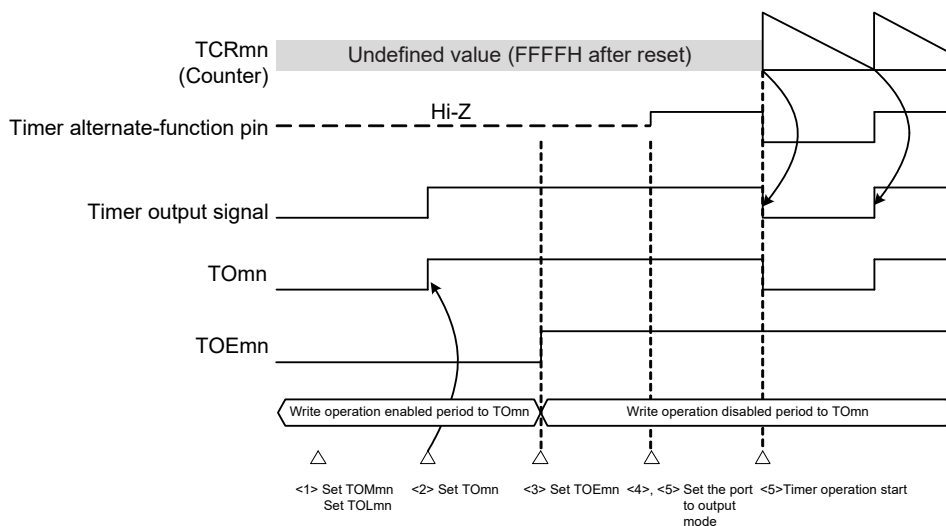 TCRmn
(Counter)
Undefined value (FFFFH after reset)
Hi-Z
Timer alternate-function pin
Timer output signal
TOmn
TOEmn
Write operation enabled period to TOmn
Write operation disabled period to TOmn
<1> Set TOMmn
Set TOLmn
<2> Set TOmn
<3> Set TOEmn
<4>, <5> Set the port
to output
mode
<5>Timer operation start